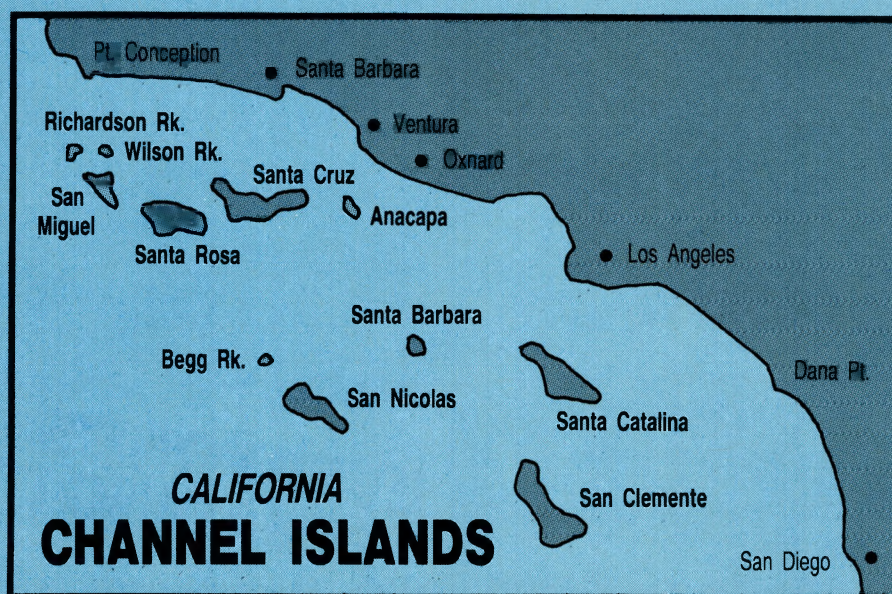 Pt. Conception
Santa Barbara
Ventura
Oxnard
Richardson Rk.
Wilson Rk.
Santa Cruz
San
Miguel
Anacapa
Santa Rosa
Los Angeles
Santa Barbara
Begg Rk.
San Nicolas
Dana Pt.
Santa Catalina
CALIFORNIA
CHANNEL ISLANDS
San Clemente
San Diego